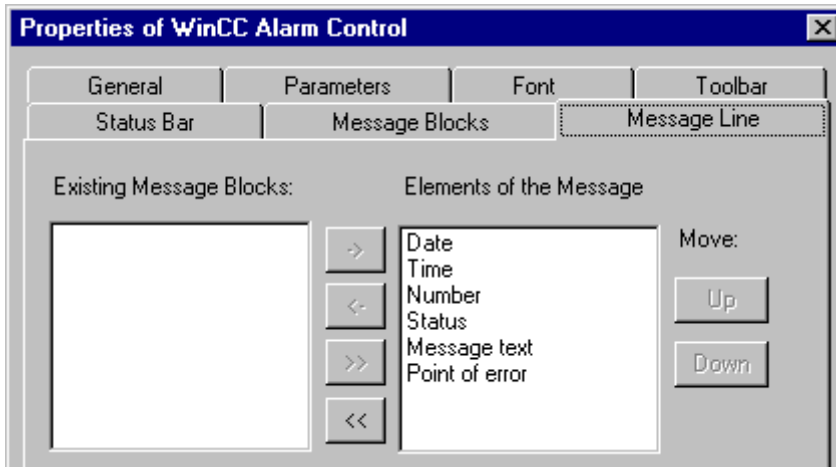 Properties of WinCC Alarm Control
General Parameters Font Toolbar
Status Bar Message Blocks Message Line
Existing Message Blocks: Elements of the Message
Move:
->
<-
>>
<<
Date
Time
Number
Status
Message text
Point of error
Up
Down